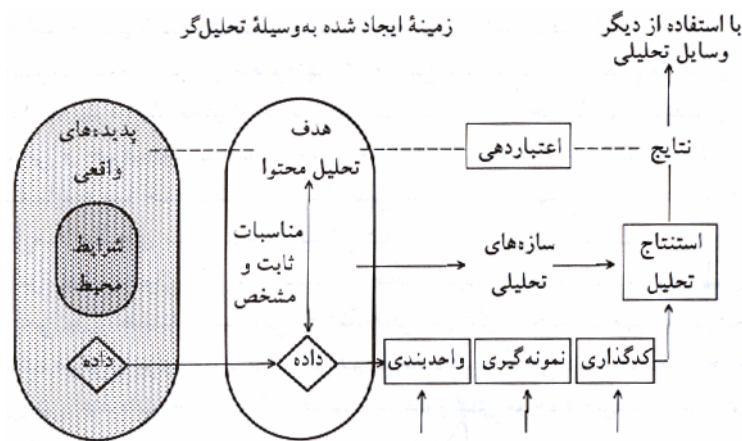 زمینهٔ ایجاد شده به‌وسیلهٔ تحلیل‌گر
با استفاده از دیگر
وسایل تحلیلی
پدیده‌های
واقعی
شرایط
محیط
داده
هدف
تحلیل محتوا
مناسبات
ثابت و
مشخص
داده
اعتباردهی
نتایج
سازه‌های
تحلیلی
استنتاج
تحلیل
واحدبندی
نمونه‌گیری
کدگذاری